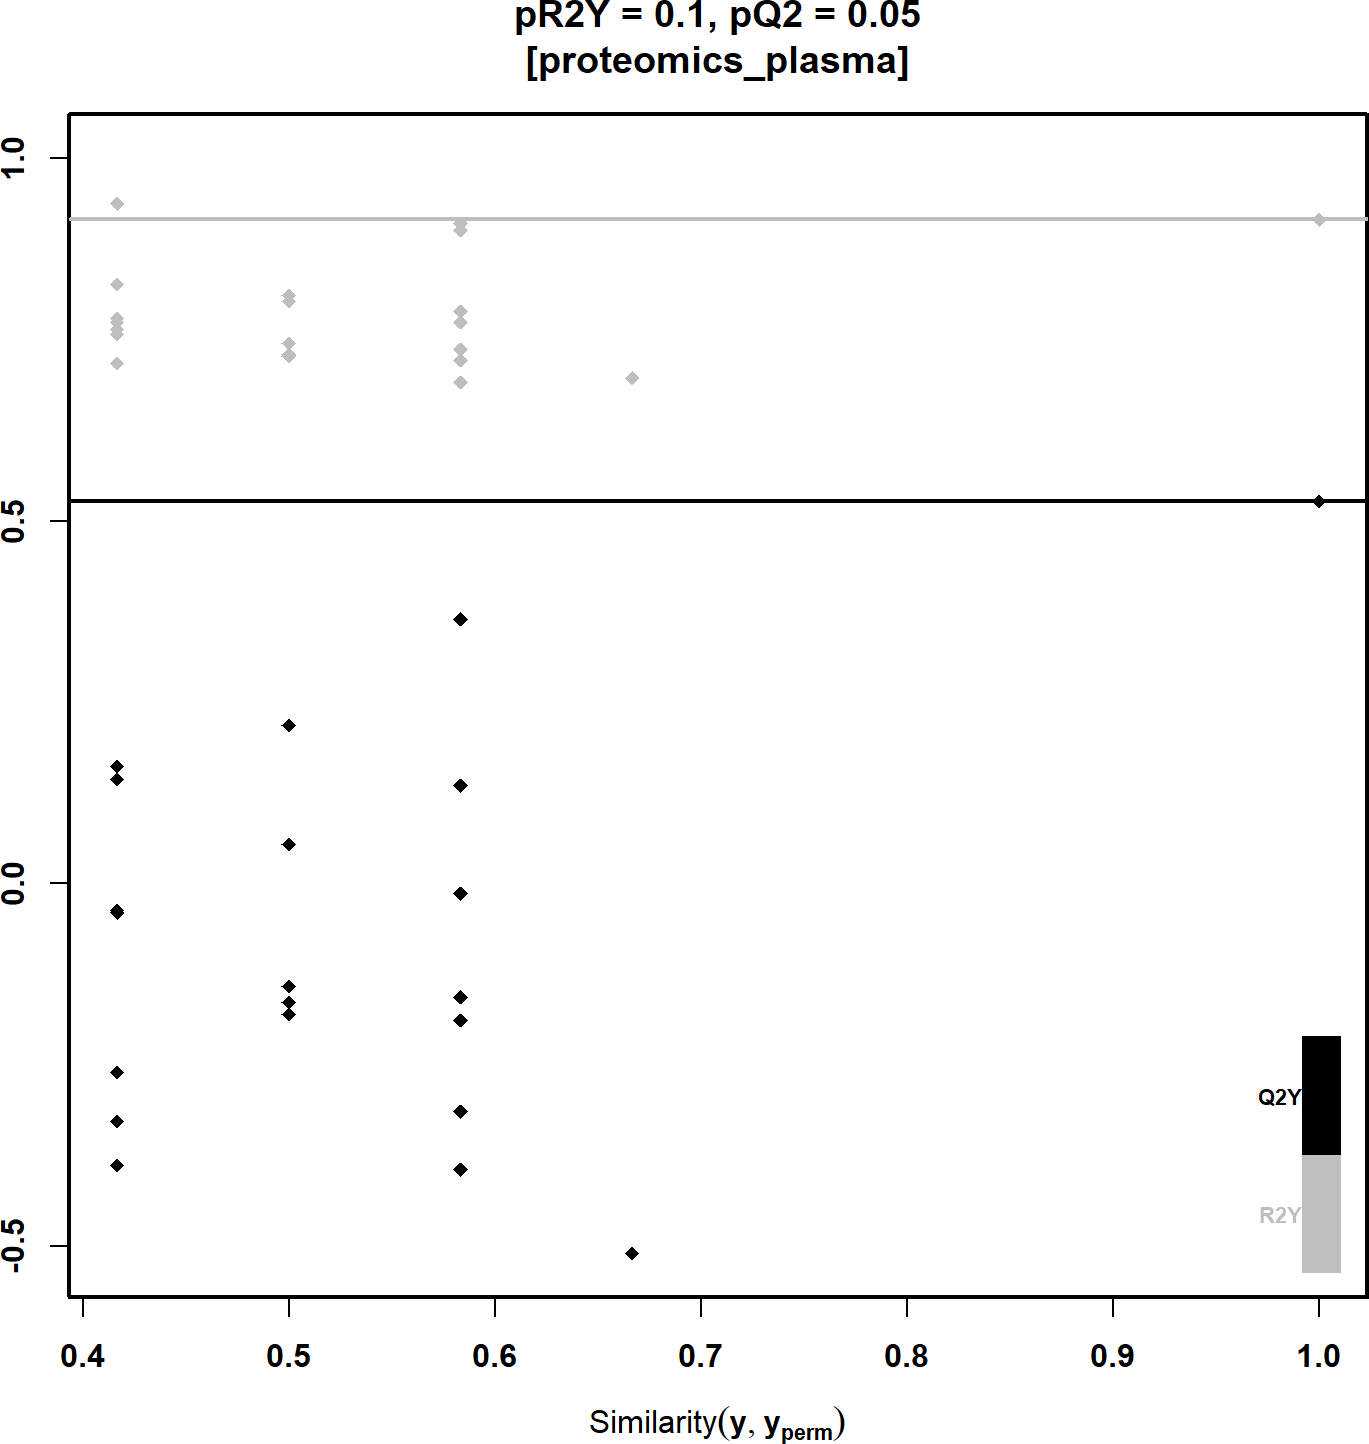 pR2Y = 0.1, pQ2 = 0.05
[proteomics_plasma]
1.0
0.5
0.0
-0.5
Q2Y
R2Y
0.4 0.5 0.6 0.7 0.8 0.9 1.0
Similarity(y, yperm)